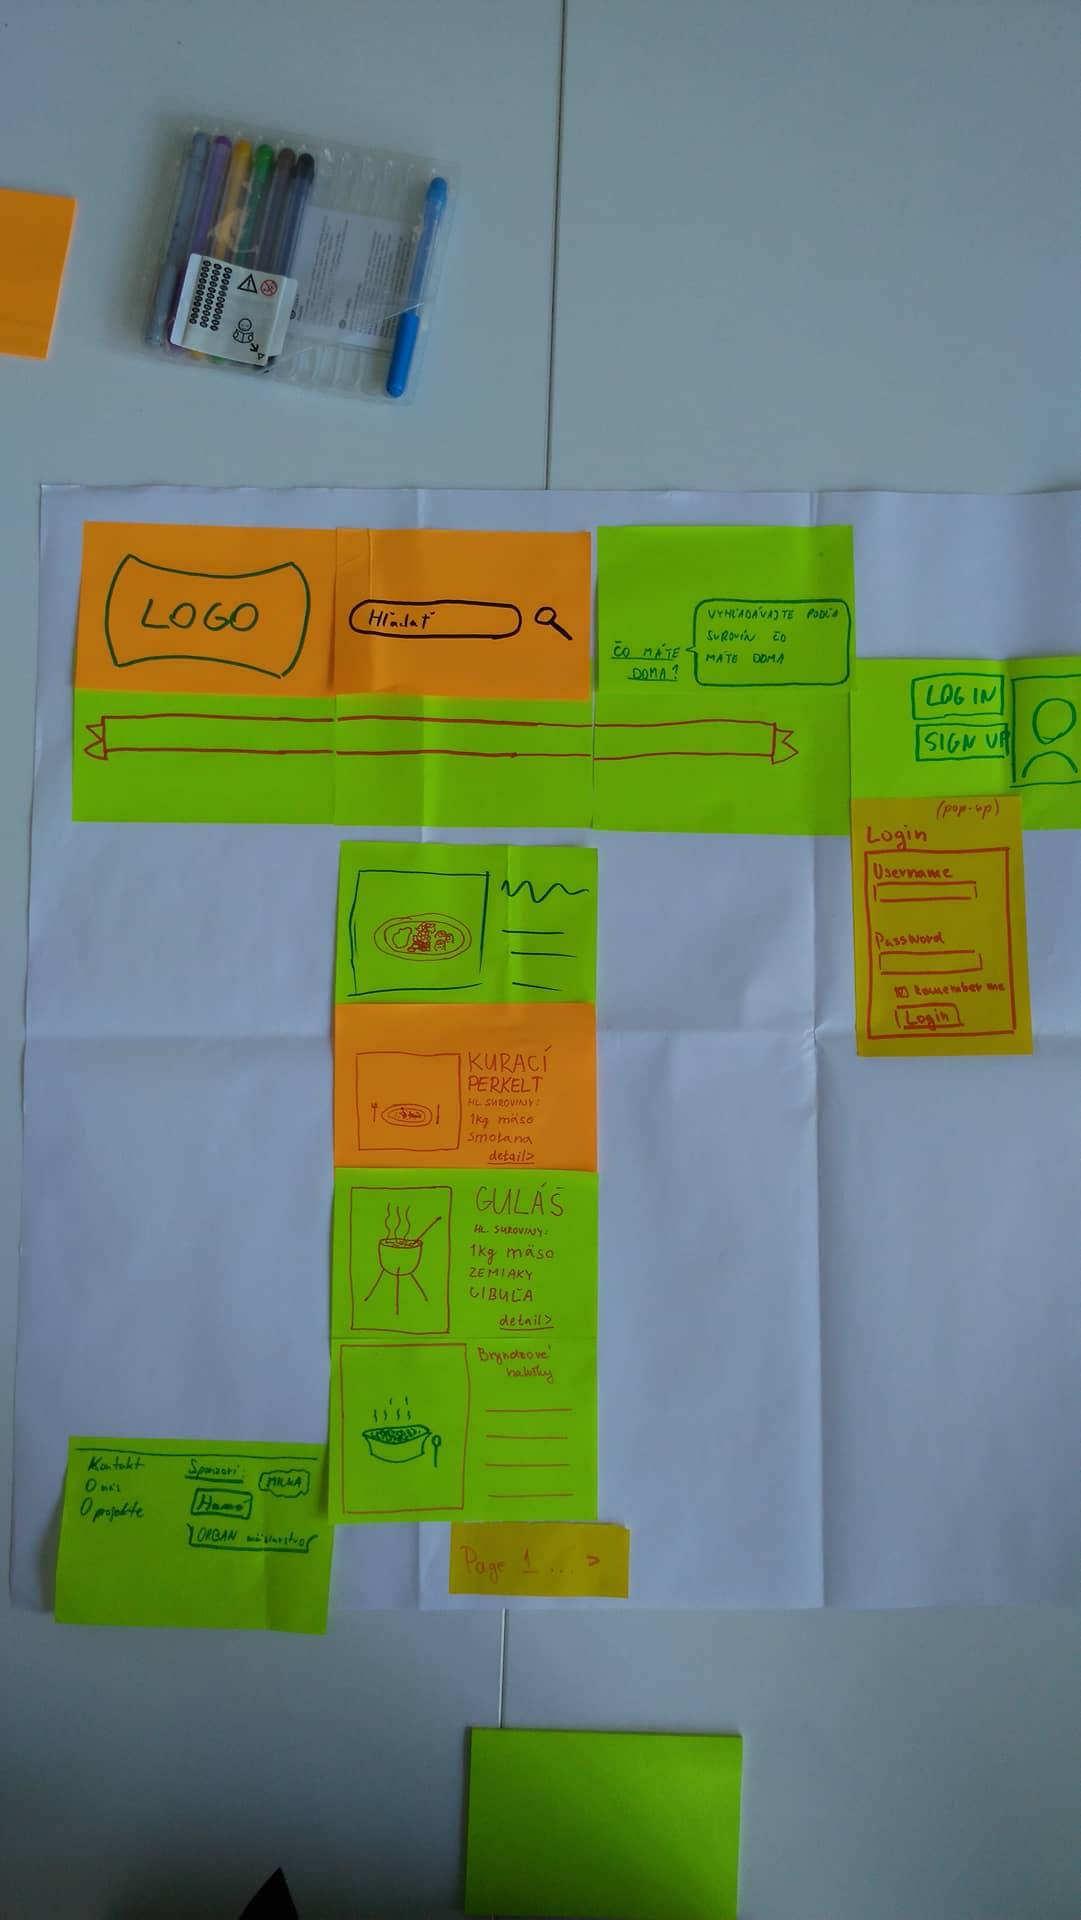 LOGO
Hľadať
ČO MÁTE
DOMA?
VYHĽADÁVAJTE PODĽA
SUROVÍN ČO
MÁTE DOMA
LOG IN
SIGN UP
(pop-up)
Login
Username
Password
Remember me
Login
KURACÍ
PERKELT
HL. SUROVINY:
1kg mäso
smotana
detail>
GULÁŠ
HL. SUROVINY:
1kg mäso
ZEMIAKY
CIBUĽA
detail>
Bryndzové
halušky
Kontakt
O nás
O projekte
Sponzori:
MILKA
Hamé
ORBAN mäsiarstvo
Page 1 ... >